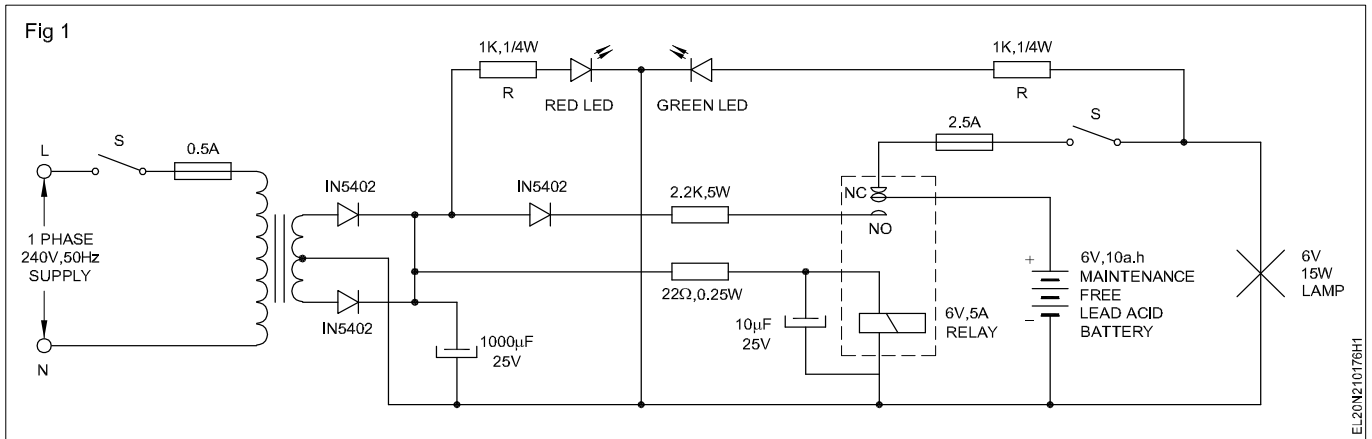 Fig 1
1K,1/4W
R
RED LED
GREEN LED
1K,1/4W
R
L
S
0.5A
2.5A
S
IN5402
IN5402
2.2K,5W
NC
NO
1 PHASE
240V,50Hz
SUPPLY
IN5402
22Ω,0.25W
1000µF
25V
10µF
25V
6V,5A
RELAY
+
−
6V,10a.h
MAINTENANCE
FREE
LEAD ACID
BATTERY
6V
15W
LAMP
N
EL20N210176H1